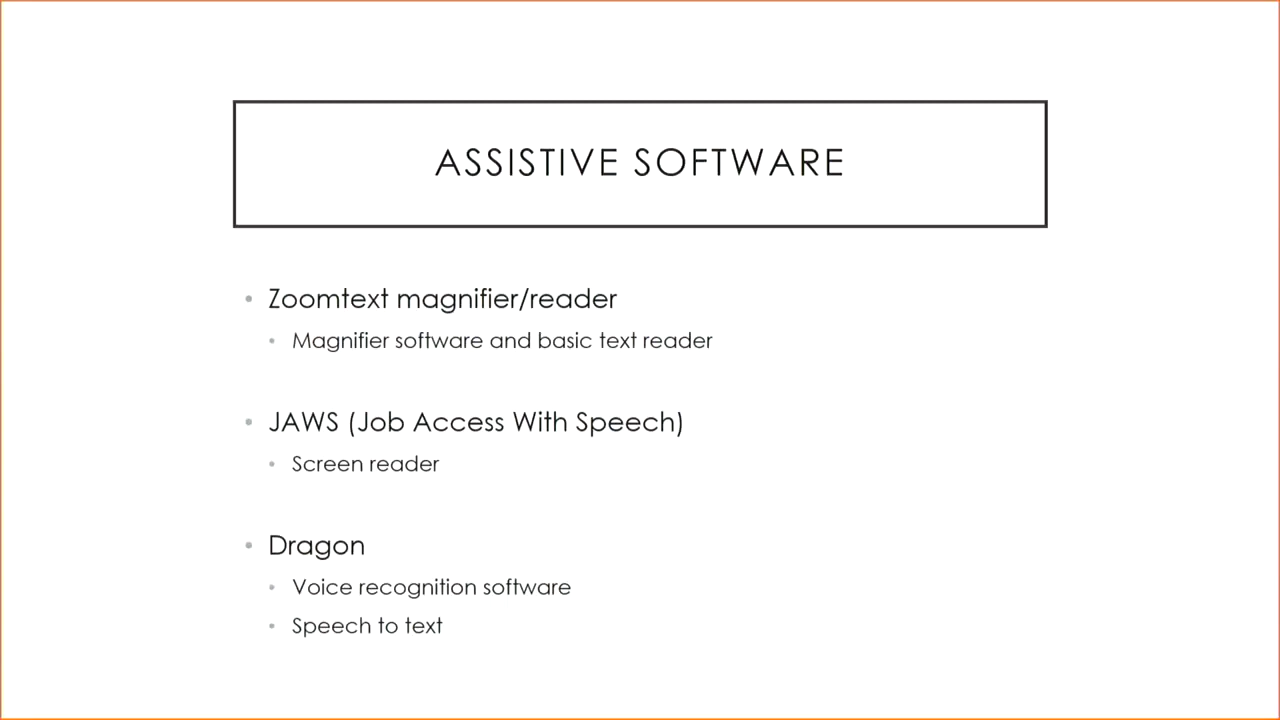 ASSISTIVE SOFTWARE
• Zoomtext magnifier/reader
• Magnifier software and basic text reader
• JAWS (Job Access With Speech)
• Screen reader
• Dragon
• Voice recognition software
• Speech to text